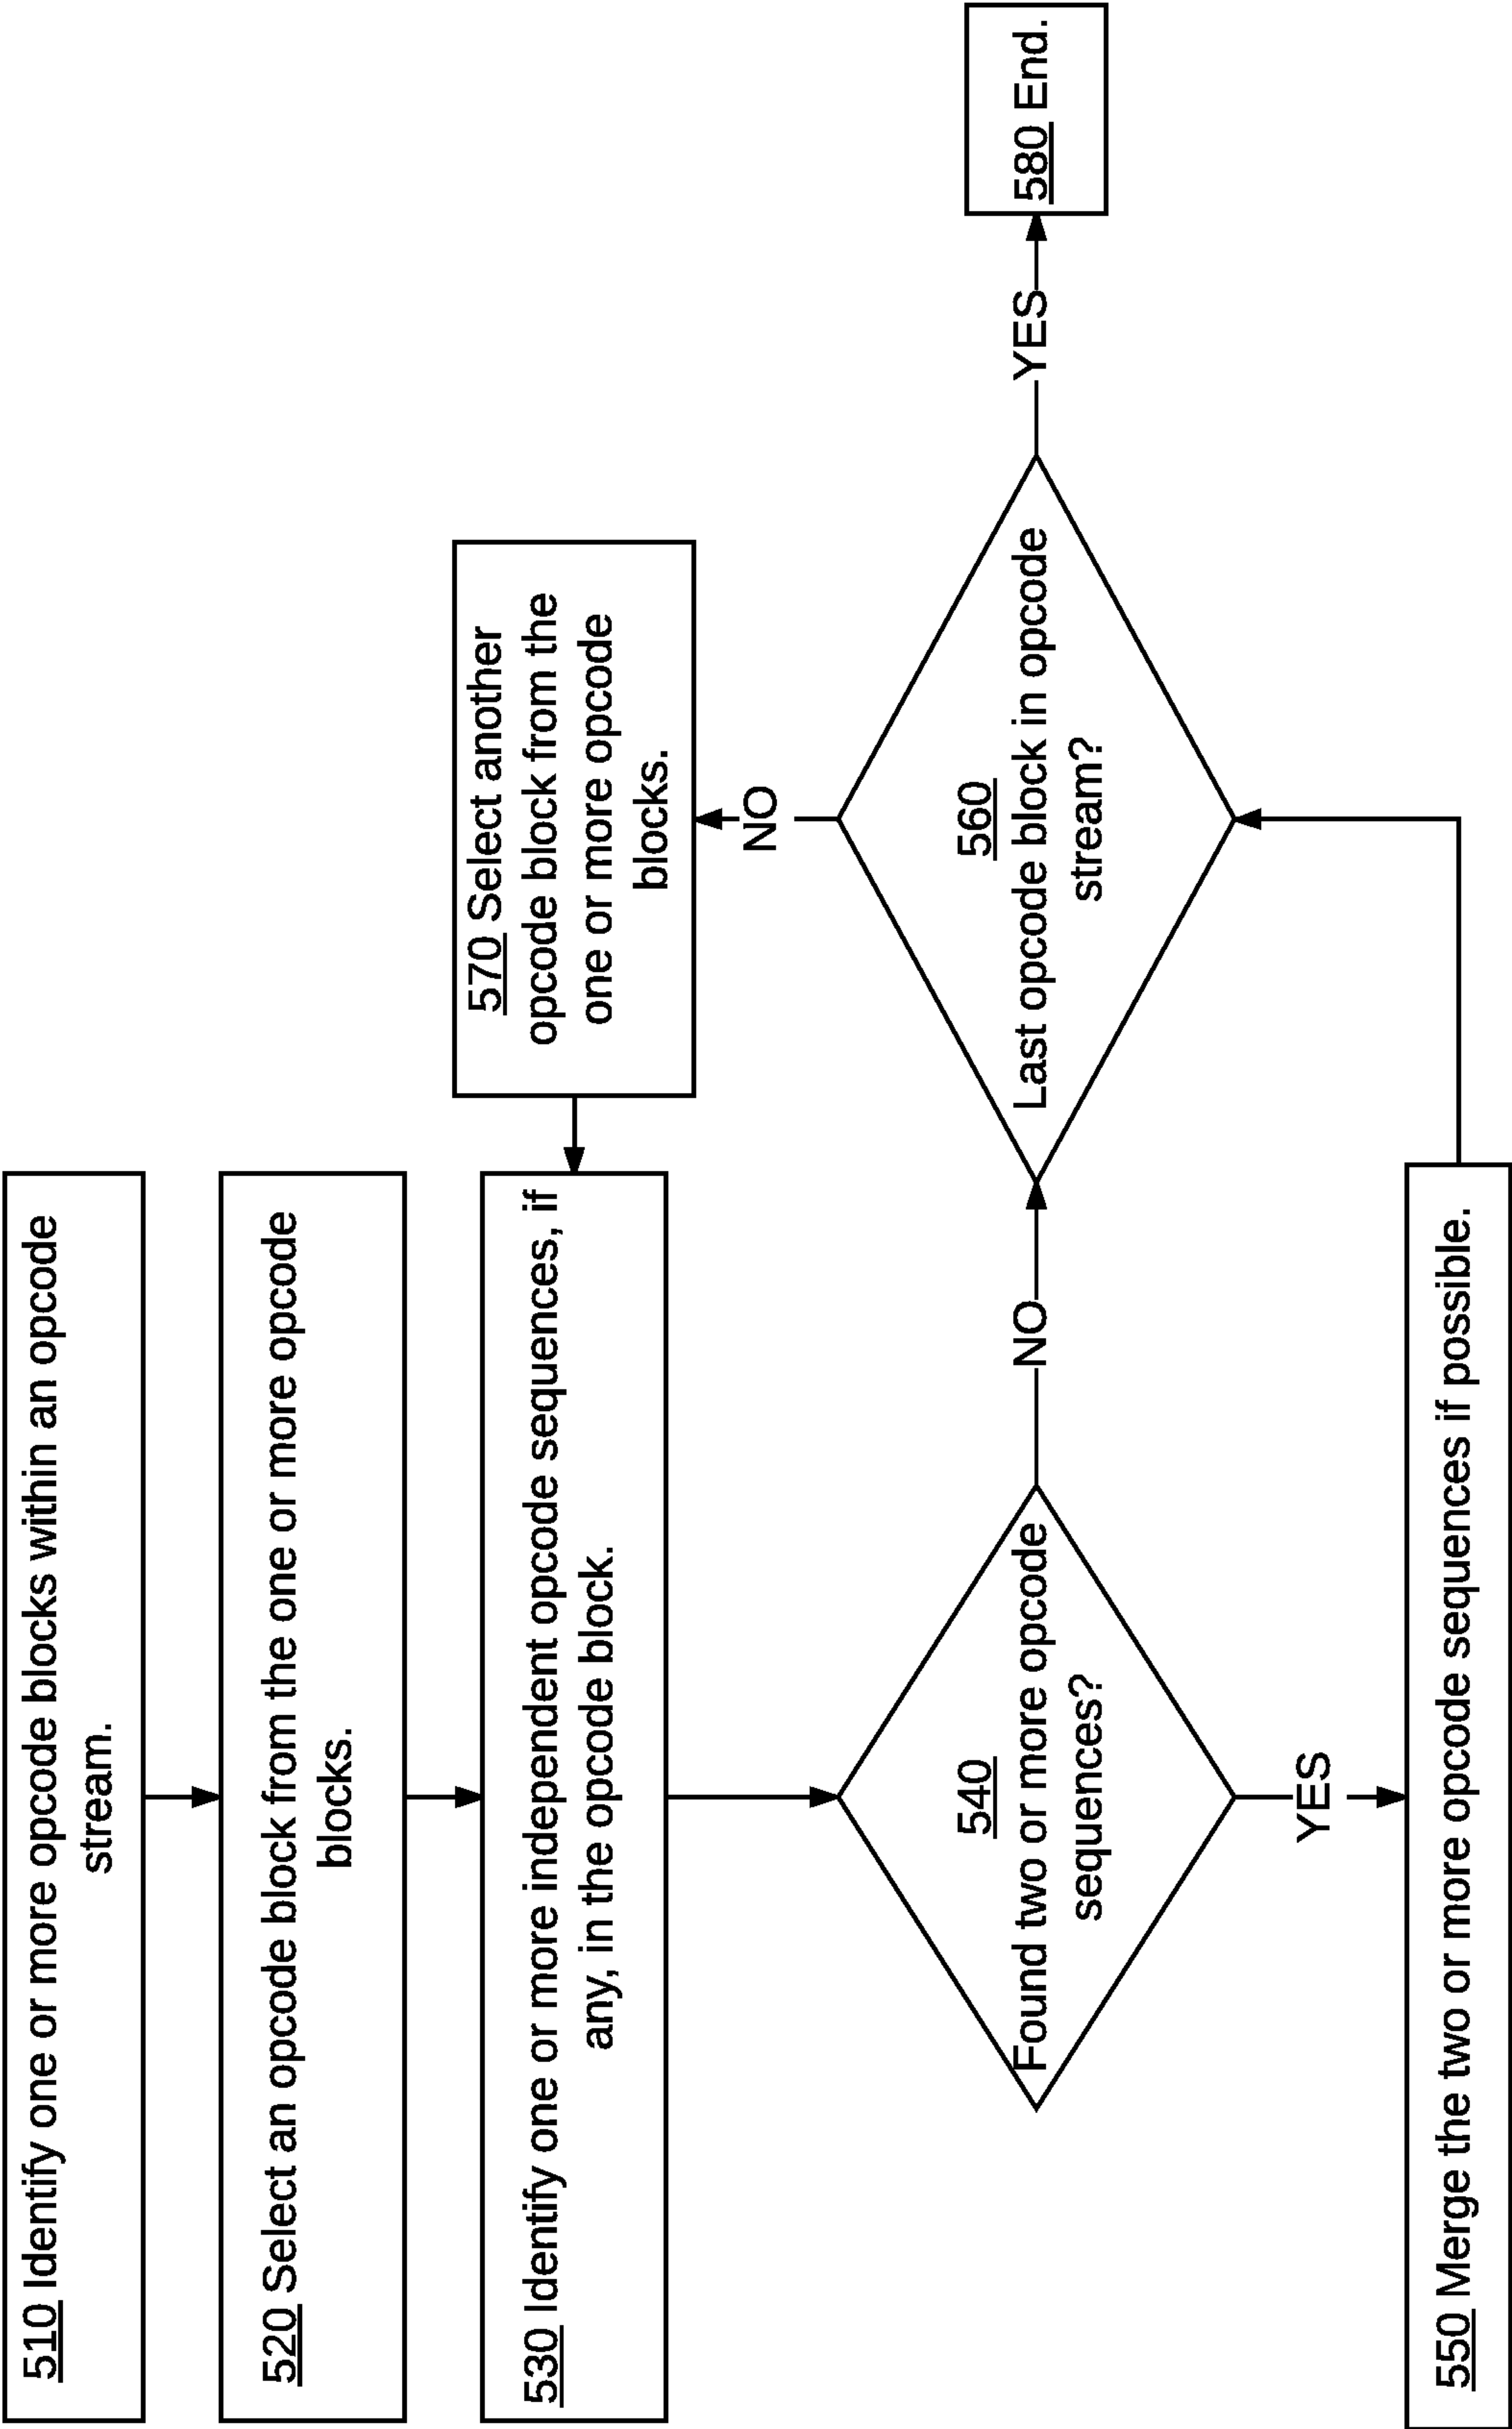 510 Identify one or more opcode blocks within an opcode
stream.
520 Select an opcode block from the one or more opcode
blocks.
530 Identify one or more independent opcode sequences, if
any, in the opcode block.
540
Found two or more opcode
sequences?
YES
NO
550 Merge the two or more opcode sequences if possible.
560
Last opcode block in opcode
stream?
NO
YES
570 Select another
opcode block from the
one or more opcode
blocks.
580 End.